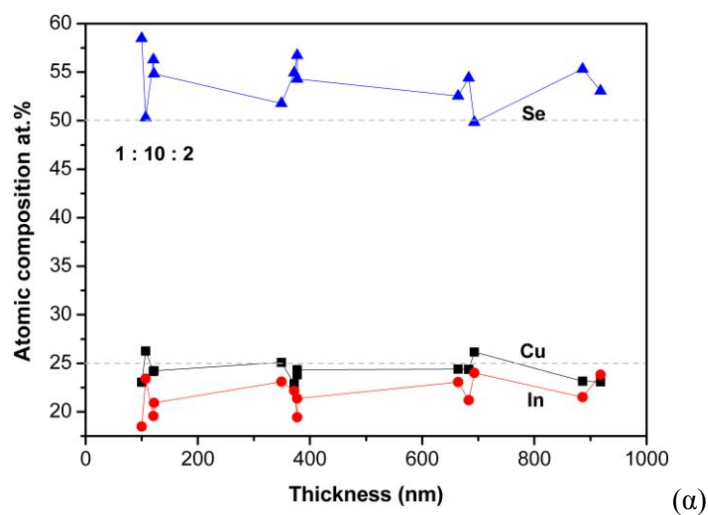 60
55
50
45
40
35
30
25
20
Atomic composition at.%
Se
1 : 10 : 2
Cu
In
0 200 400 600 800 1000
Thickness (nm)
(α)